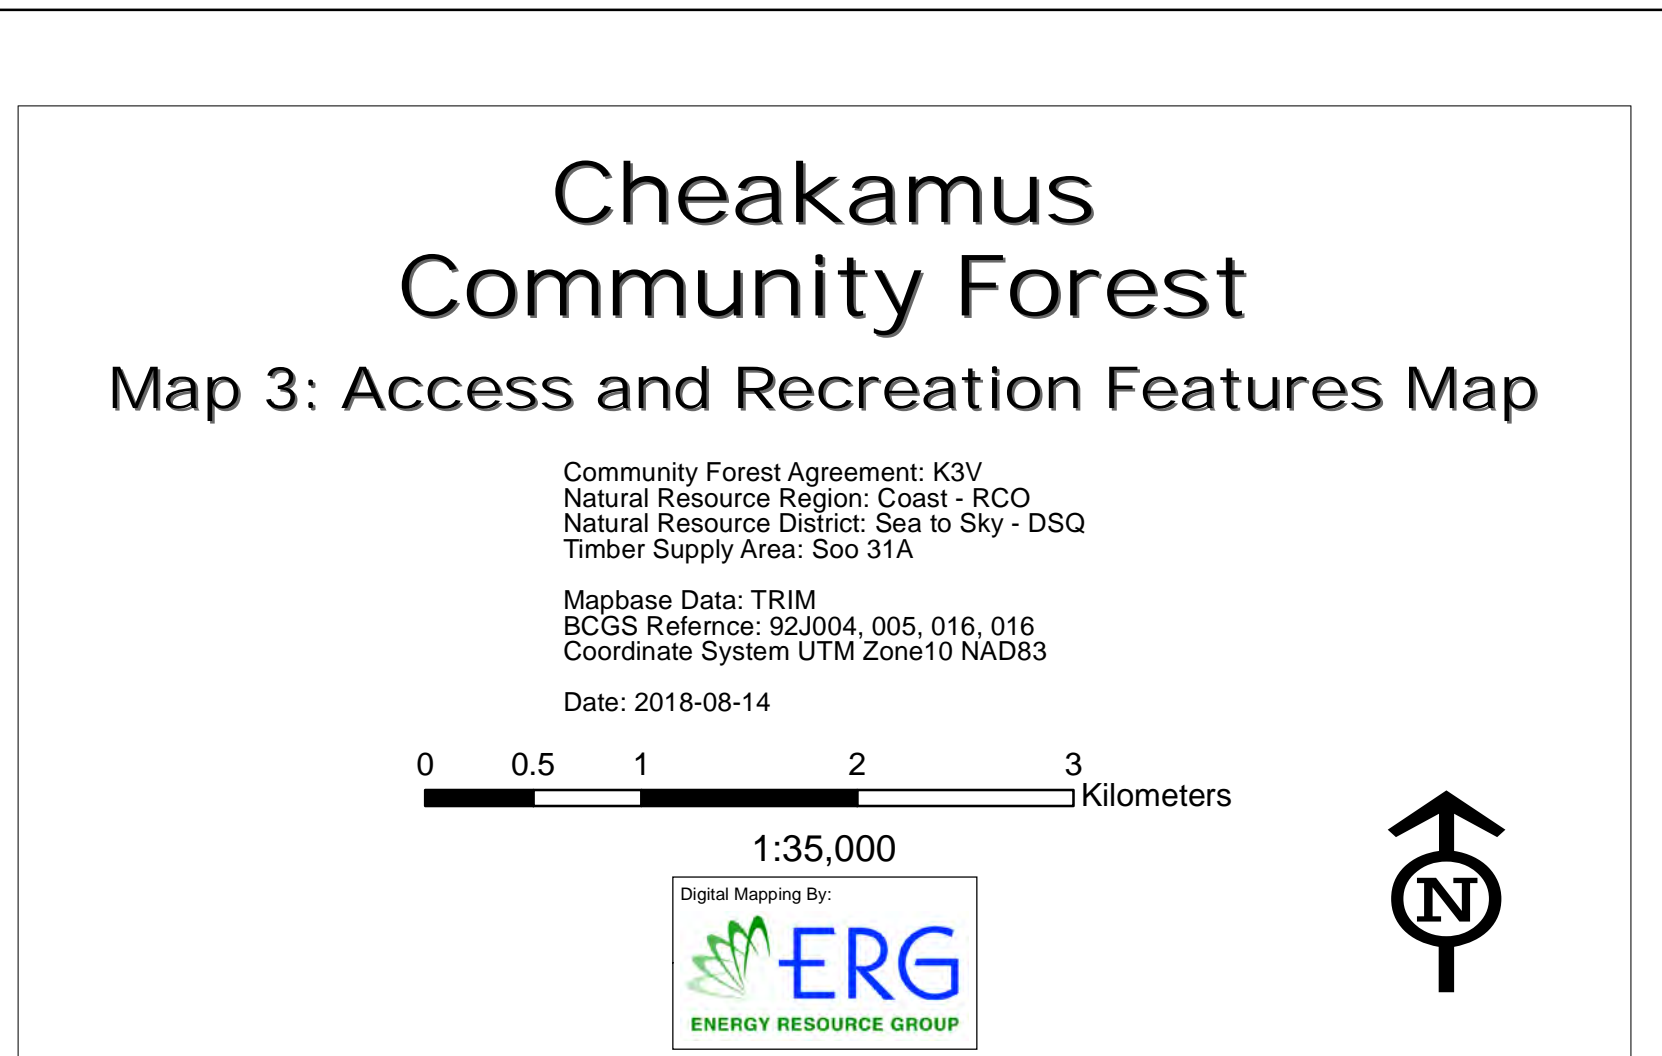 Cheakamus
Community Forest
Map 3: Access and Recreation Features Map
Community Forest Agreement: K3V
Natural Resource Region: Coast - RCO
Natural Resource District: Sea to Sky - DSQ
Timber Supply Area: Soo 31A
Mapbase Data: TRIM
BCGS Refernce: 92J004, 005, 016, 016
Coordinate System UTM Zone10 NAD83
Date: 2018-08-14
0 0.5 1 2 3
Kilometers
1:35,000
N
Digital Mapping By:
ERG
ENERGY RESOURCE GROUP